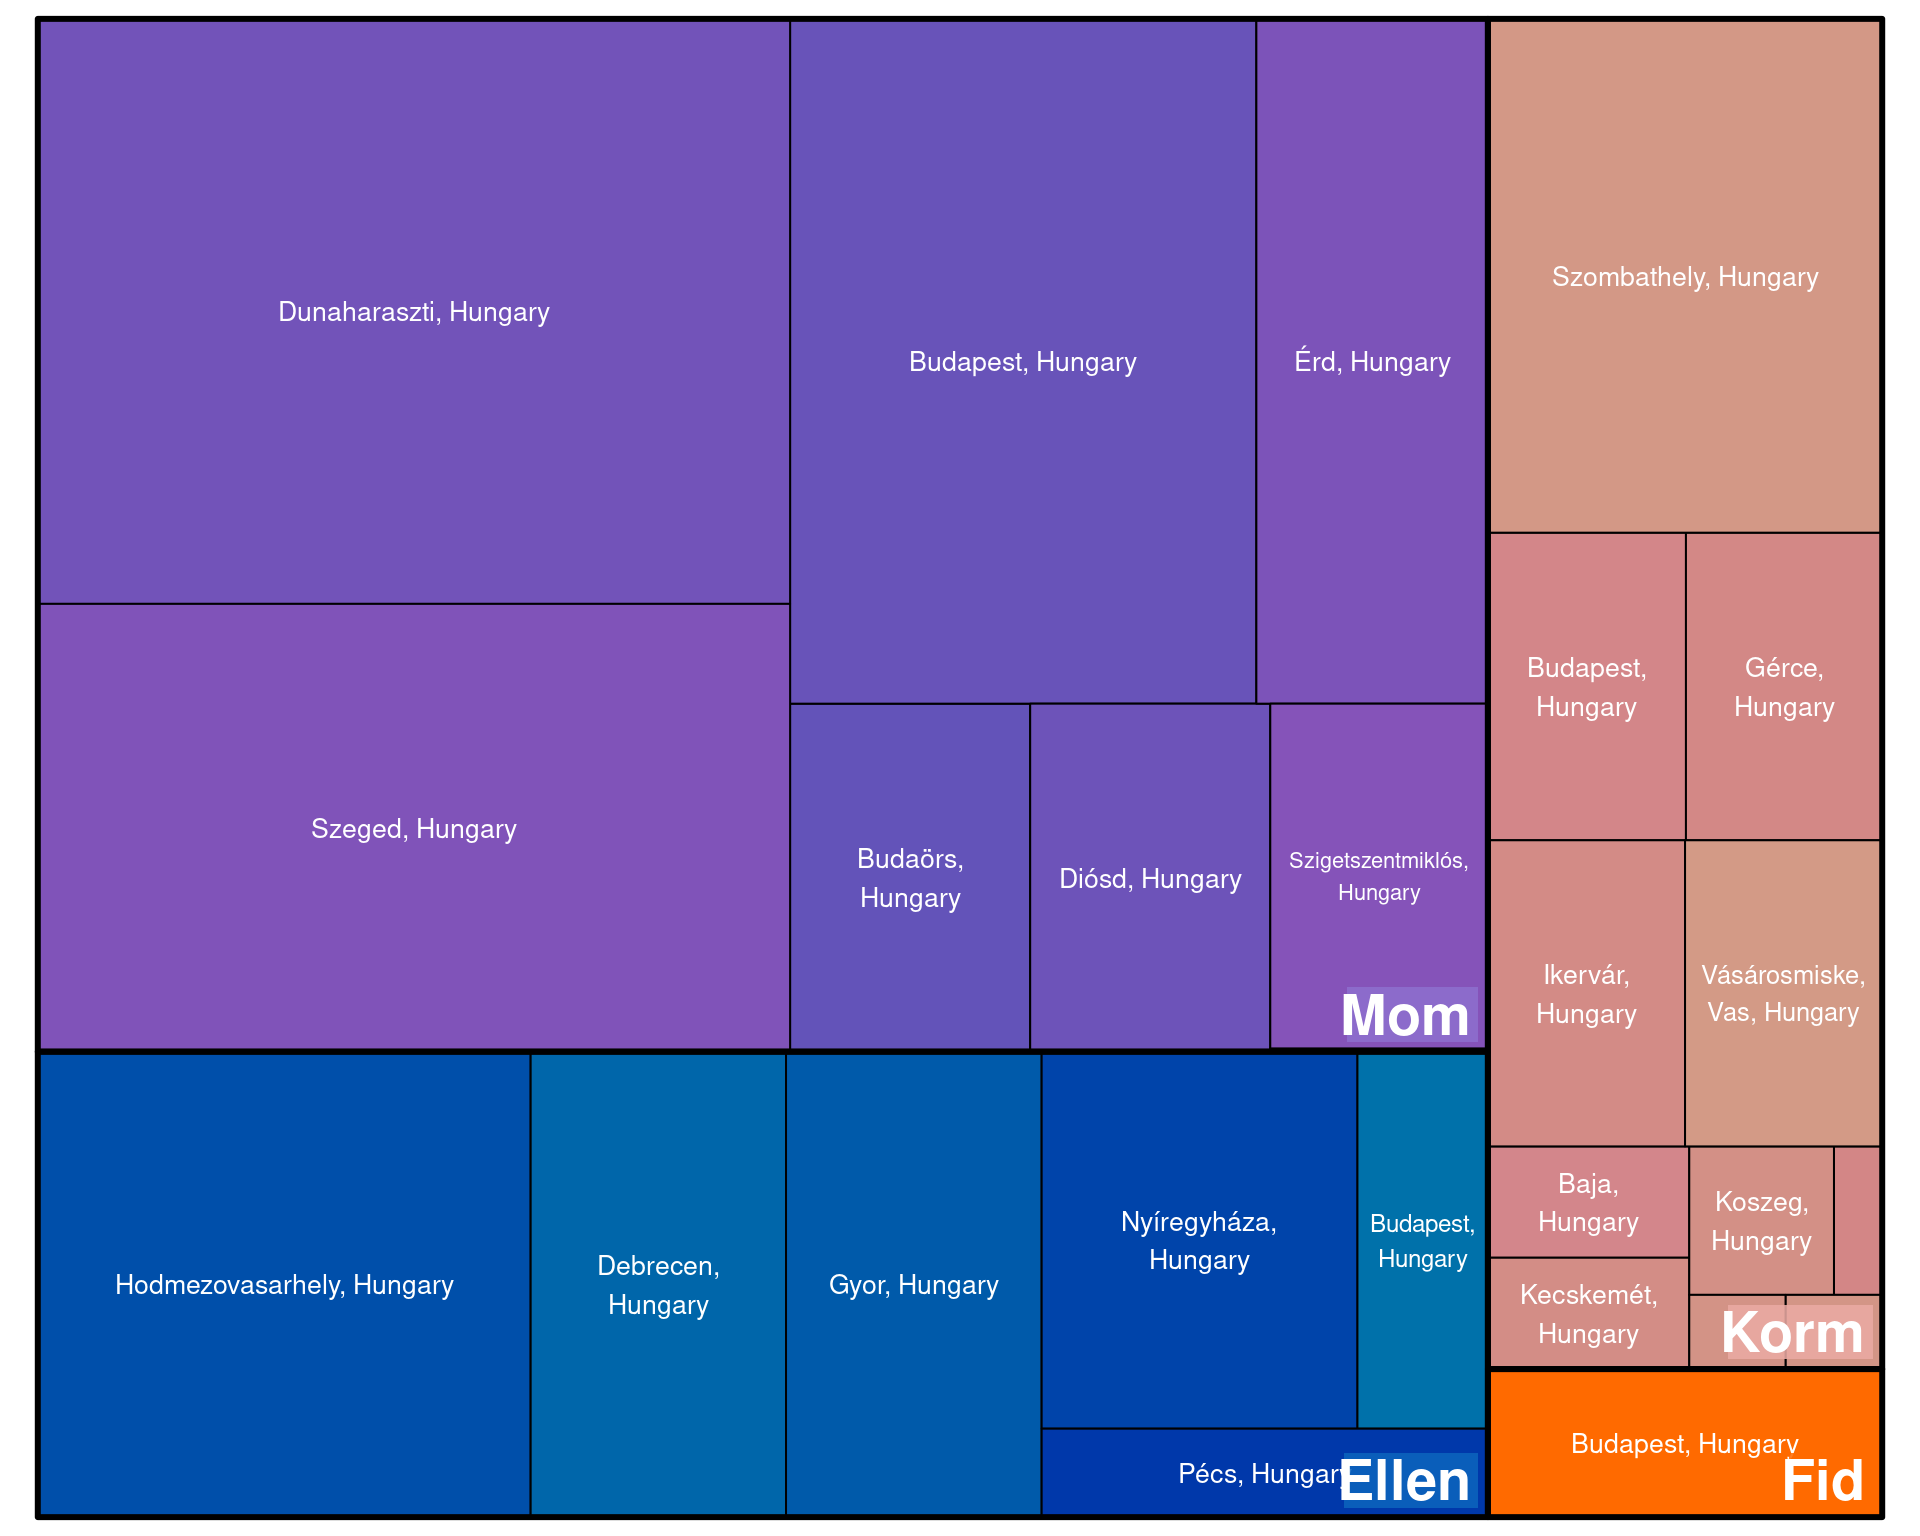 Dunaharaszti, Hungary
Szeged, Hungary
Budapest, Hungary
Érd, Hungary
Budaörs,
Hungary
Diósd, Hungary
Szigetszentmiklós,
Hungary
Mom
Hodmezovasarhely, Hungary
Debrecen,
Hungary
Gyor, Hungary
Nyíregyháza,
Hungary
Budapest,
Hungary
Pécs, Hungary
Ellen
Szombathely, Hungary
Budapest,
Hungary
Gérce,
Hungary
Ikervár,
Hungary
Vásárosmiske,
Vas, Hungary
Baja,
Hungary
Kecskemét,
Hungary
Koszeg,
Hungary
Korm
Budapest, Hungary
Fid